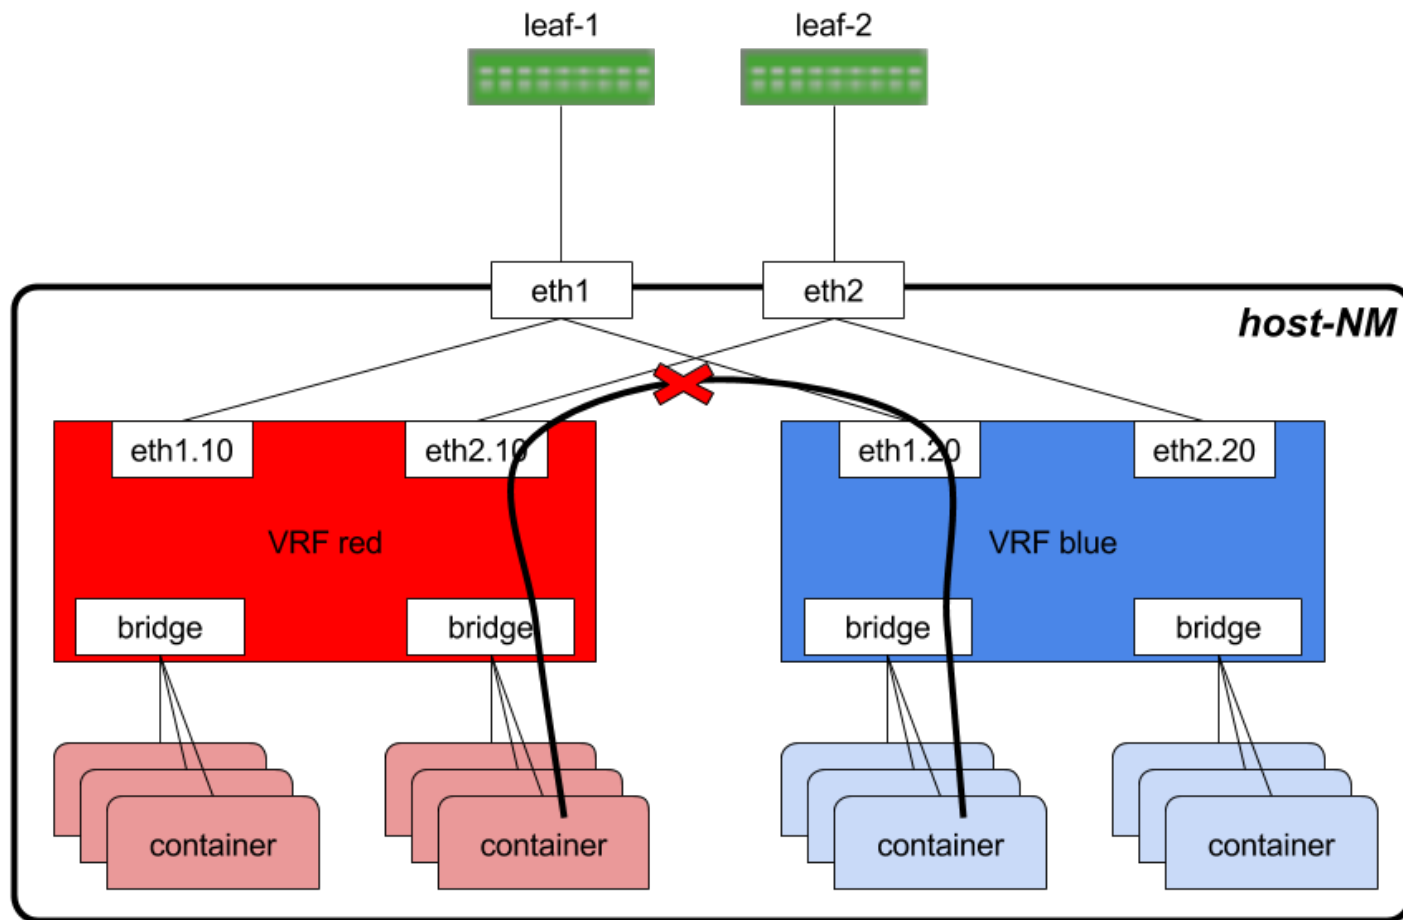 leaf-1
leaf-2
eth1
eth2
host-NM
eth1.10
eth2.10
eth1.20
eth2.20
VRF red
VRF blue
bridge
bridge
bridge
bridge
container
container
container
container